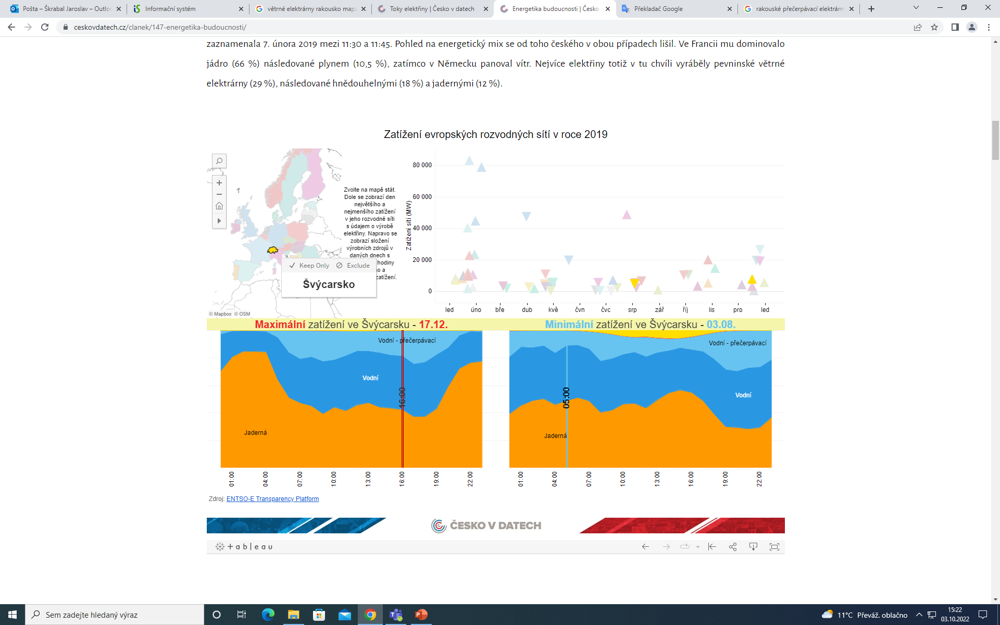 Pošta – Škrabal Jaroslav – Outlo
Informační systém
větrné elektrárny rakousko map
Toky elektřiny | Česko v datech
Energetika budoucnosti | Česko
Překladač Google
rakouské přečerpávací elektrárn
ceskovdatech.cz/clanek/147-energetika-budoucnosti/
zaznamenala 7. února 2019 mezi 11:30 a 11:45. Pohled na energetický mix se od toho českého v obou případech lišil. Ve Francii mu dominovalo
jádro (66 %) následované plynem (10,5 %), zatímco v Německu panoval vítr. Nejvíce elektřiny totiž v tu chvíli vyráběly pevninské větrné
elektrárny (29 %), následované hnědouhelnými (18 %) a jadernými (12 %).
Zatížení evropských rozvodných sítí v roce 2019
Zvolte na mapě stát.
Dole se zobrazí den
největšího a
nejmenšího zatížení
v jeho rozvodné síti
s údajem o výrobě
elektřiny. Napravo se
zobrazí složení
výrobních zdrojů v
daných dnech s
hodiny
o a
zatížení.
Keep Only
Exclude
Švýcarsko
© Mapbox © OSM
Zatížení sítí (MW)
80 000
60 000
40 000
20 000
0
led
úno
bře
dub
kvě
čvn
čvc
srp
zář
říj
lis
pro
led
Maximální zatížení ve Švýcarsku - 17.12.
Minimální zatížení ve Švýcarsku - 03.08.
Vodní - přečerpávací
Vodní
16:00
Jaderná
01:00
04:00
07:00
10:00
13:00
16:00
19:00
22:00
Vodní - přečerpávací
Vodní
05:00
Jaderná
01:00
04:00
07:00
10:00
13:00
16:00
19:00
22:00
Zdroj: ENTSO-E Transparency Platform
ČESKO V DATECH
+ a b | e a u
Sem zadejte hledaný výraz
11°C Převáž. oblačno
15:22
03.10.2022